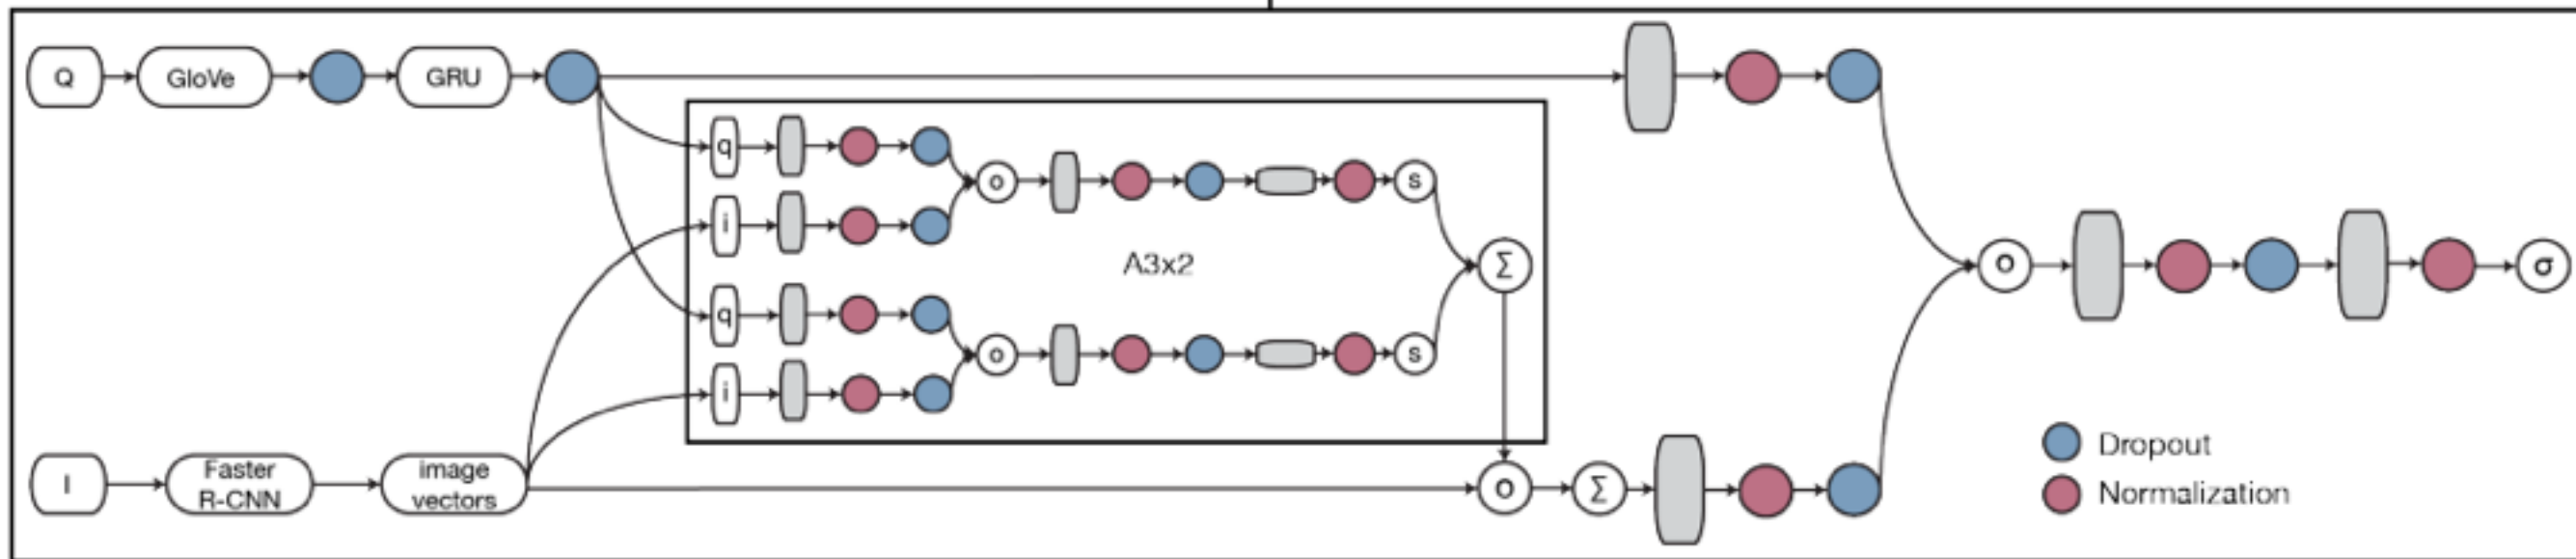 Q
GloVe
GRU
q
o
s
i
A3x2
Σ
q
o
s
i
O
σ
I
Faster
R-CNN
image
vectors
O
Σ
Dropout
Normalization